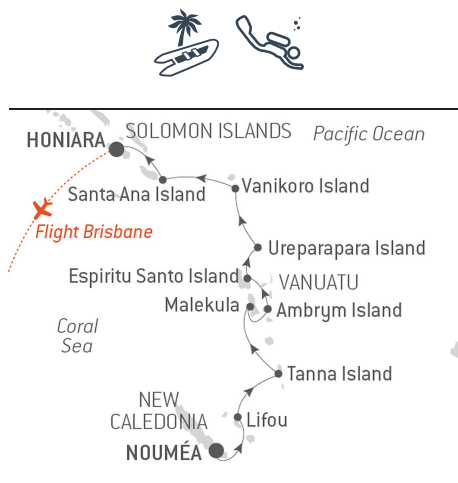 SOLOMON ISLANDS
Pacific Ocean
HONIARA
Santa Ana Island
Vanikoro Island
Flight Brisbane
Ureparapara Island
Espiritu Santo Island
VANUATU
Malekula
Ambrym Island
Coral
Sea
Tanna Island
NEW
CALEDONIA
Lifou
NOUMÉA